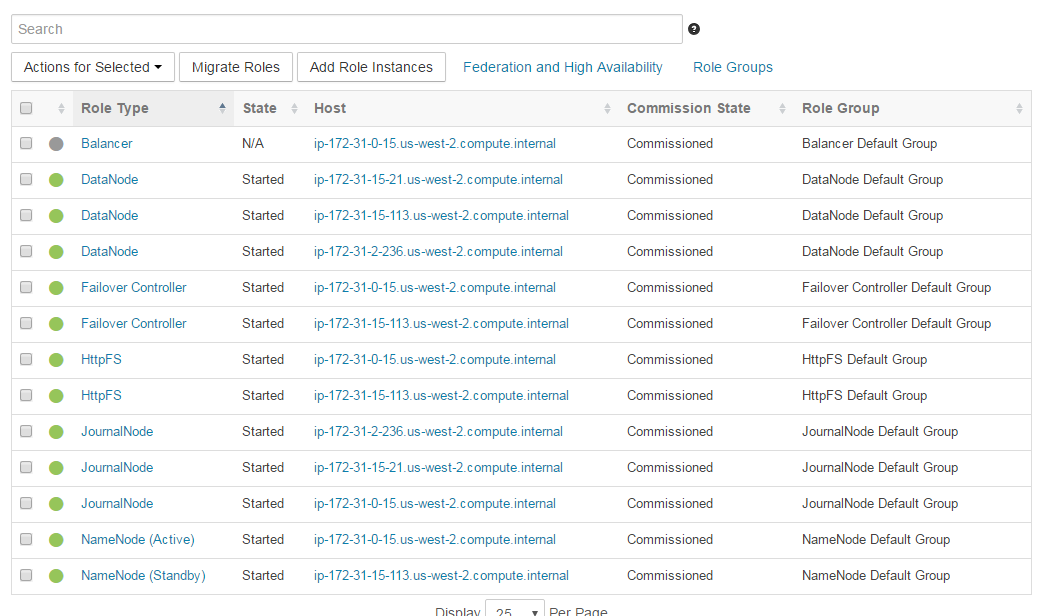 Search
Actions for Selected Migrate Roles Add Role Instances Federation and High Availability Role Groups
Role Type State Host Commission State Role Group
Balancer N/A ip-172-31-0-15.us-west-2.compute.internal Commissioned Balancer Default Group
DataNode Started ip-172-31-15-21.us-west-2.compute.internal Commissioned DataNode Default Group
DataNode Started ip-172-31-15-113.us-west-2.compute.internal Commissioned DataNode Default Group
DataNode Started ip-172-31-2-236.us-west-2.compute.internal Commissioned DataNode Default Group
Failover Controller Started ip-172-31-0-15.us-west-2.compute.internal Commissioned Failover Controller Default Group
Failover Controller Started ip-172-31-15-113.us-west-2.compute.internal Commissioned Failover Controller Default Group
HttpFS Started ip-172-31-0-15.us-west-2.compute.internal Commissioned HttpFS Default Group
HttpFS Started ip-172-31-15-113.us-west-2.compute.internal Commissioned HttpFS Default Group
JournalNode Started ip-172-31-2-236.us-west-2.compute.internal Commissioned JournalNode Default Group
JournalNode Started ip-172-31-15-21.us-west-2.compute.internal Commissioned JournalNode Default Group
JournalNode Started ip-172-31-0-15.us-west-2.compute.internal Commissioned JournalNode Default Group
NameNode (Active) Started ip-172-31-0-15.us-west-2.compute.internal Commissioned NameNode Default Group
NameNode (Standby) Started ip-172-31-15-113.us-west-2.compute.internal Commissioned NameNode Default Group
Display 25 Per Page